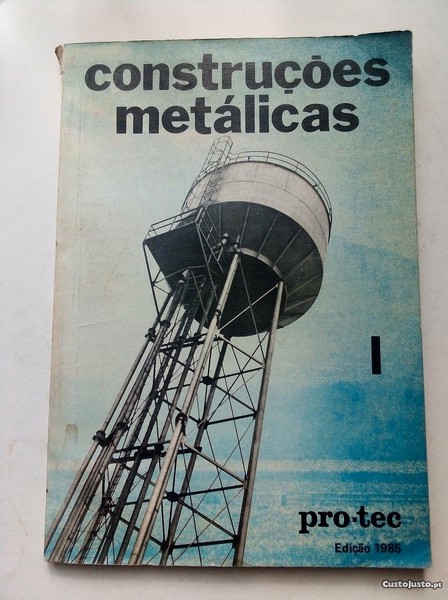 construções
metálicas
I
pro-tec
Edição 1985
CustoJusto.pt